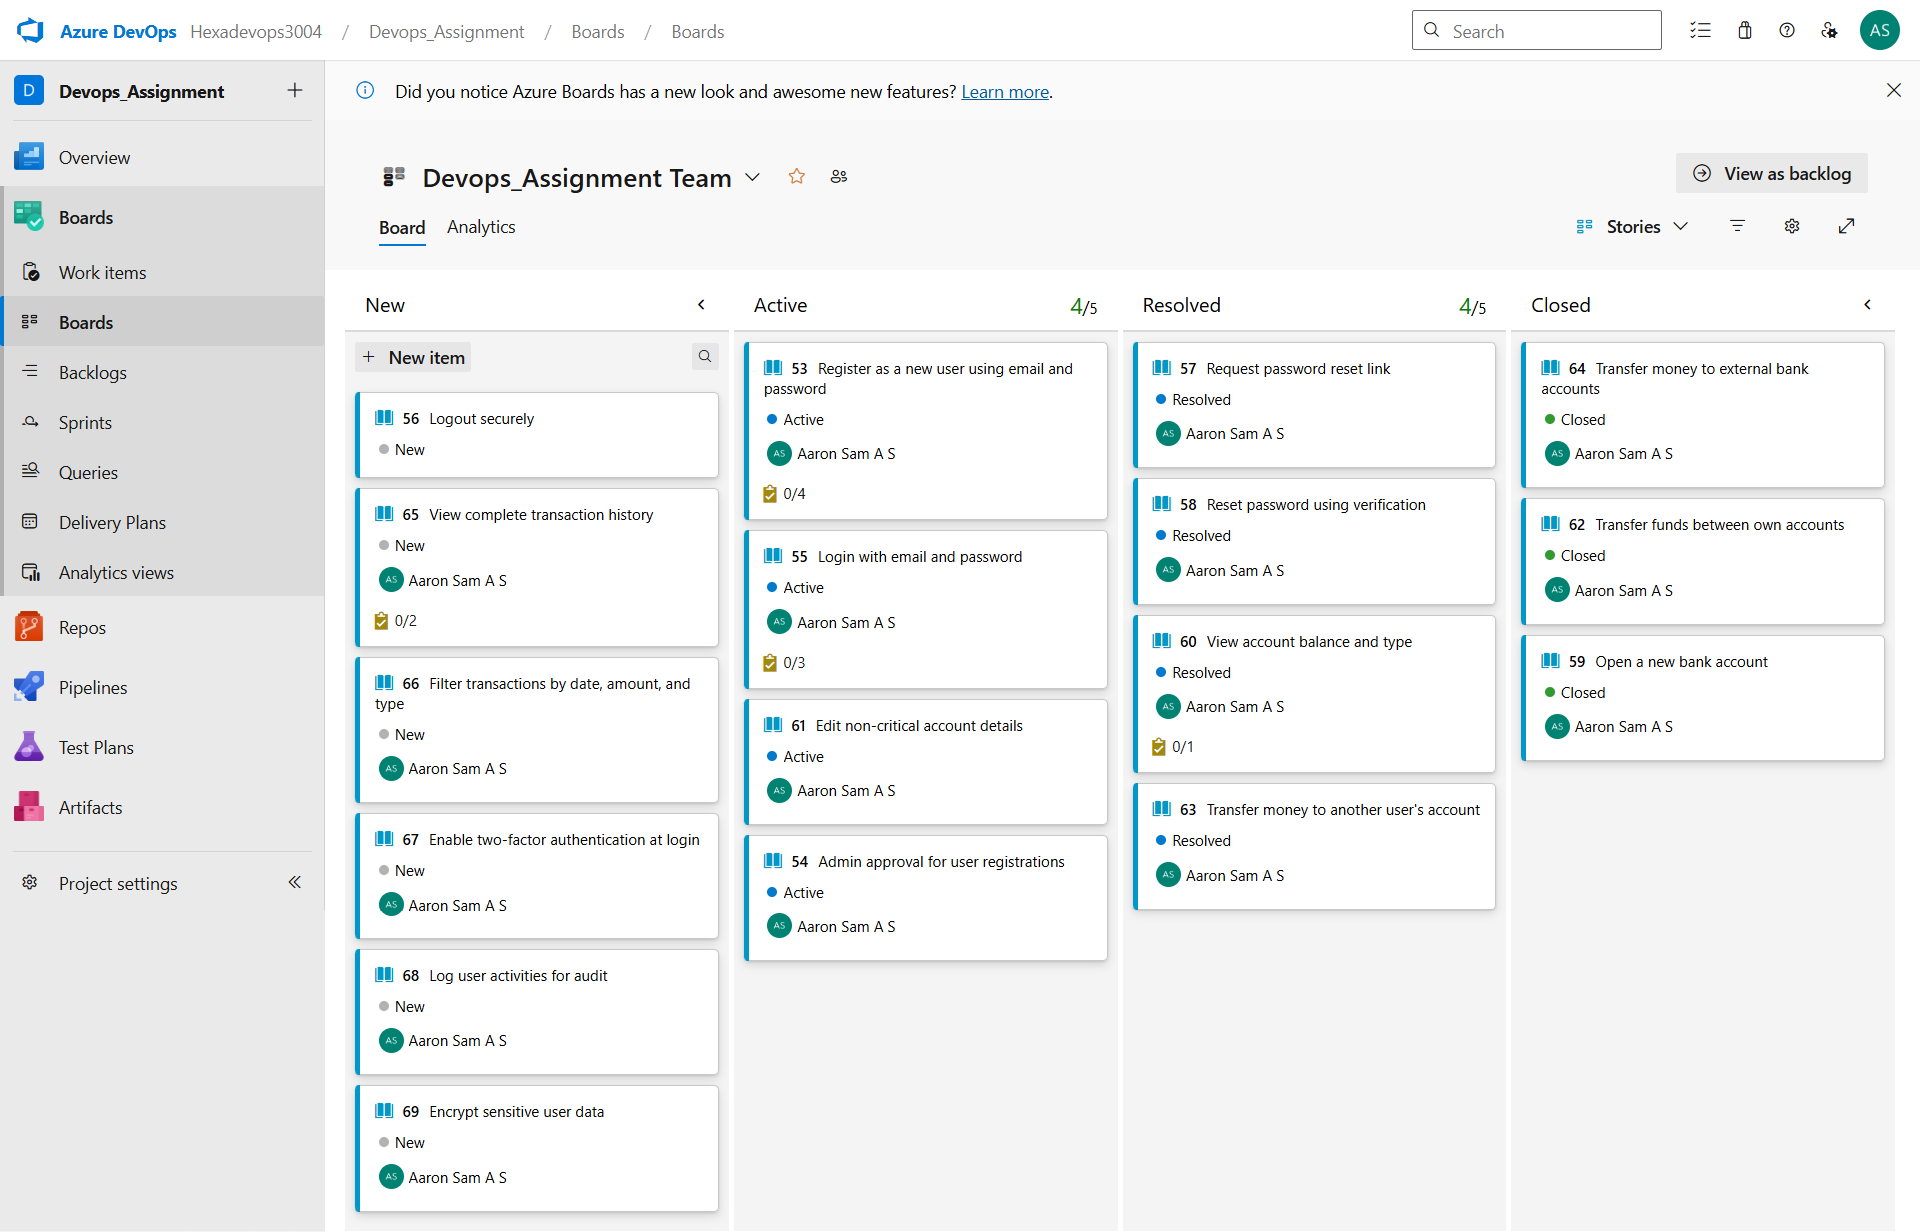 Azure DevOps Hexadevops3004 / Devops_Assignment / Boards / Boards
Search
AS
D Devops_Assignment
Overview
Boards
Work items
Boards
Backlogs
Sprints
Queries
Delivery Plans
Analytics views
Repos
Pipelines
Test Plans
Artifacts
Project settings
Did you notice Azure Boards has a new look and awesome new features? Learn more.
Devops_Assignment Team
View as backlog
Board Analytics
Stories
New
New item
56 Logout securely
New
65 View complete transaction history
New
AS Aaron Sam A S
0/2
66 Filter transactions by date, amount, and
type
New
AS Aaron Sam A S
67 Enable two-factor authentication at login
New
AS Aaron Sam A S
68 Log user activities for audit
New
AS Aaron Sam A S
69 Encrypt sensitive user data
New
AS Aaron Sam A S
Active 4/5
53 Register as a new user using email and
password
Active
AS Aaron Sam A S
0/4
55 Login with email and password
Active
AS Aaron Sam A S
0/3
61 Edit non-critical account details
Active
AS Aaron Sam A S
54 Admin approval for user registrations
Active
AS Aaron Sam A S
Resolved 4/5
57 Request password reset link
Resolved
AS Aaron Sam A S
58 Reset password using verification
Resolved
AS Aaron Sam A S
60 View account balance and type
Resolved
AS Aaron Sam A S
0/1
63 Transfer money to another user's account
Resolved
AS Aaron Sam A S
Closed
64 Transfer money to external bank
accounts
Closed
AS Aaron Sam A S
62 Transfer funds between own accounts
Closed
AS Aaron Sam A S
59 Open a new bank account
Closed
AS Aaron Sam A S